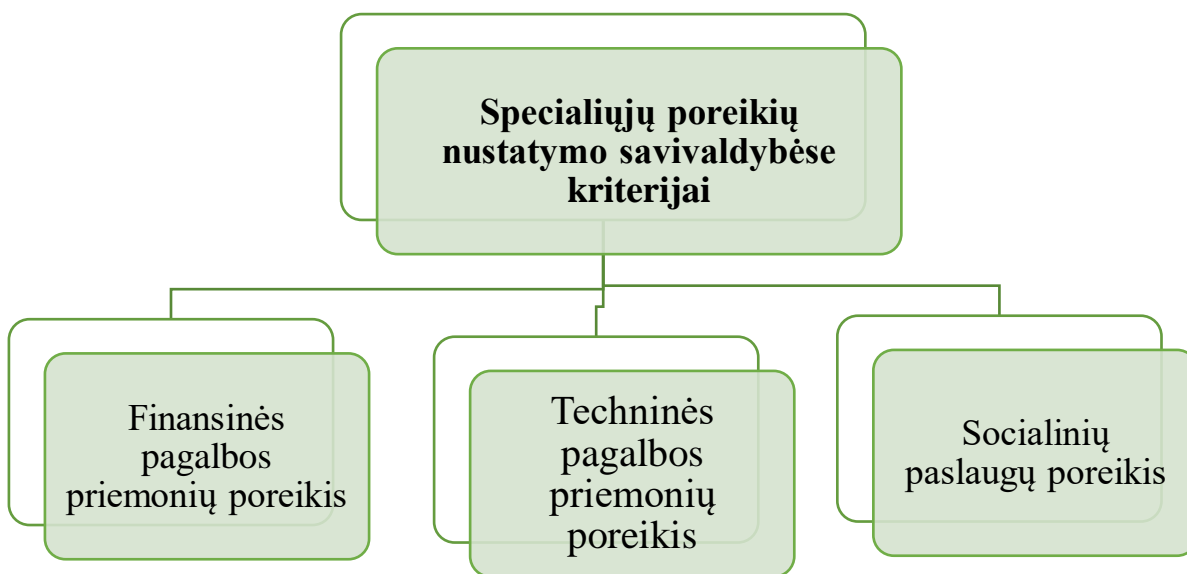 Specialiųjų poreikių
nustatymo savivaldybėse
kriterijai
Finansinės
pagalbos
priemonių poreikis
Techninės
pagalbos
priemonių
poreikis
Socialinių
paslaugų poreikis